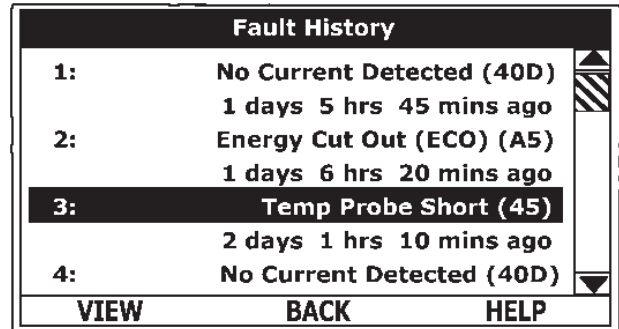 Fault History
1: No Current Detected (40D)
1 days 5 hrs 45 mins ago
2: Energy Cut Out (ECO) (A5)
1 days 6 hrs 20 mins ago
3: Temp Probe Short (45)
2 days 1 hrs 10 mins ago
4: No Current Detected (40D)
VIEW BACK HELP